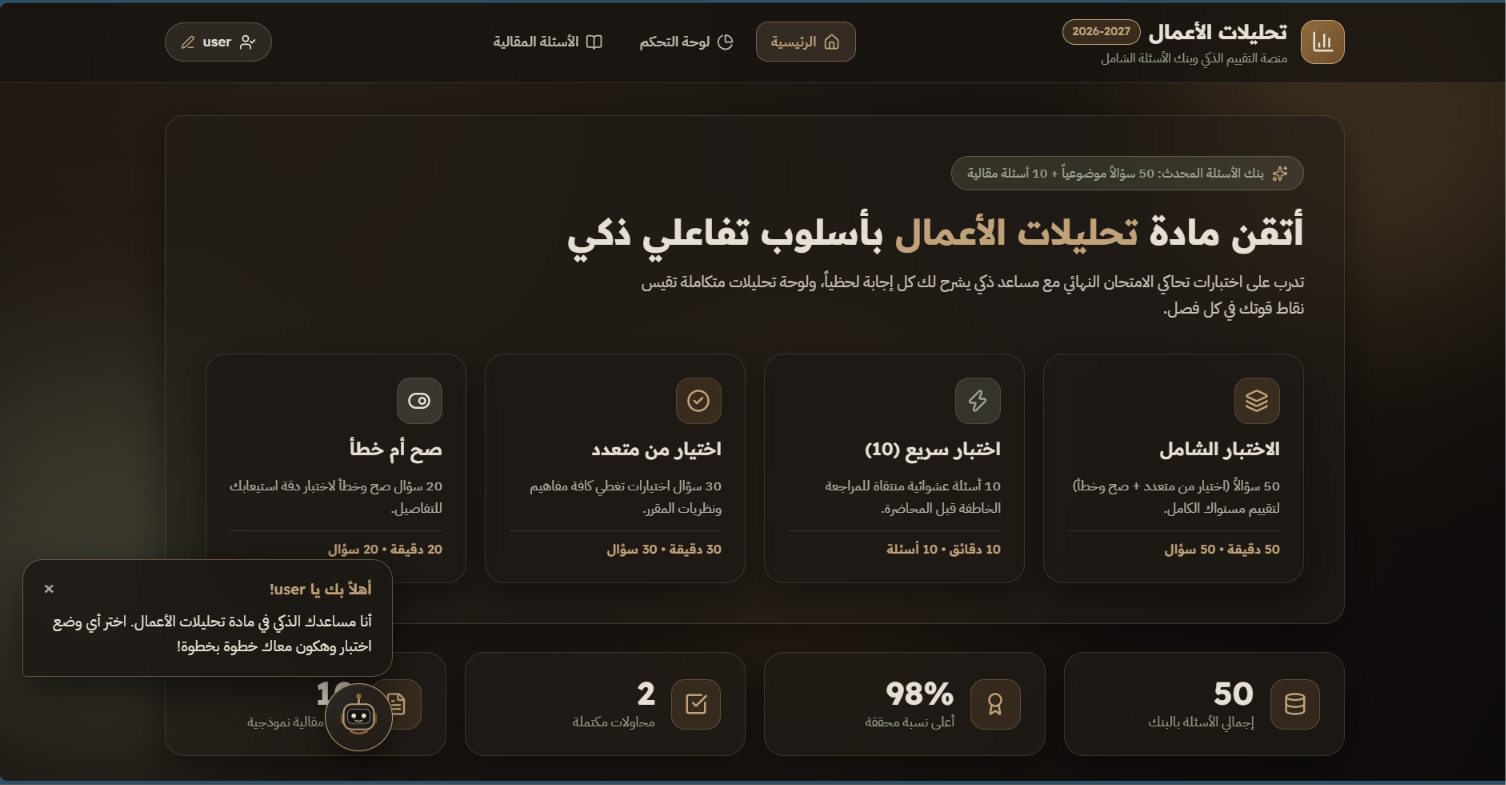 تحليلات الأعمال 2026-2027
منصة التقييم الذكي وبنك الأسئلة الشامل
الرئيسية
لوحة التحكم
الأسئلة المقالية
user
بنك الأسئلة المحدث: 50 سؤالاً موضوعياً + 10 أسئلة مقالية
أتقن مادة تحليلات الأعمال بأسلوب تفاعلي ذكي
تدرب على اختبارات تحاكي الامتحان النهائي مع مساعد ذكي يشرح لك كل إجابة لحظياً، ولوحة تحليلات متكاملة تقيس
نقاط قوتك في كل فصل.
الاختبار الشامل
50 سؤالاً (اختيار من متعدد + صح وخطأ)
لتقييم مستواك الكامل.
50 دقيقة • 50 سؤال
اختبار سريع (10)
10 أسئلة عشوائية منتقاة للمراجعة
الخاطفة قبل المحاضرة.
10 دقائق • 10 أسئلة
اختيار من متعدد
30 سؤال اختيارات تغطي كافة مفاهيم
ونظريات المقرر.
30 دقيقة • 30 سؤال
صح أم خطأ
20 سؤال صح وخطأ لاختبار دقة استيعابك
للتفاصيل.
20 دقيقة • 20 سؤال
أهلاً بك يا user!
أنا مساعدك الذكي في مادة تحليلات الأعمال. اختر أي وضع
اختبار وهكون معاك خطوة بخطوة!
50
إجمالي الأسئلة بالبنك
98%
أعلى نسبة محققة
2
محاولات مكتملة
10
مقالية نموذجية